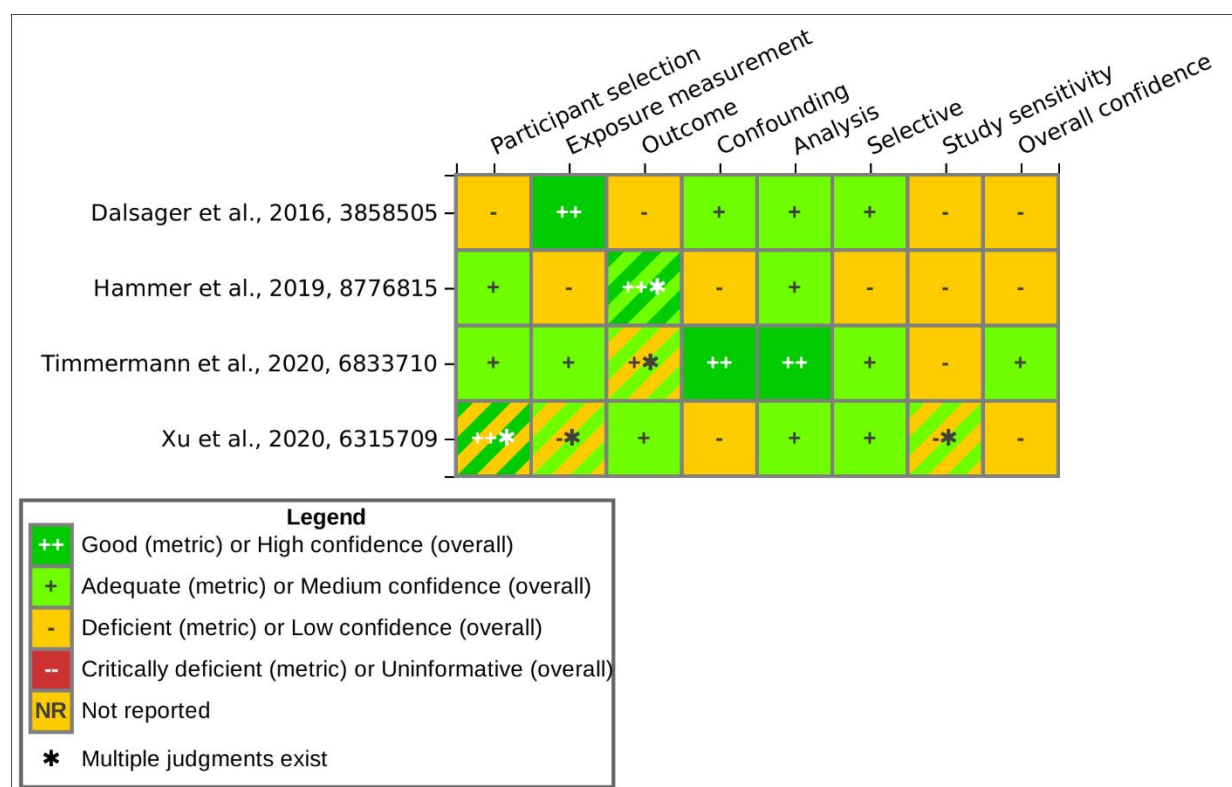 Participant selection
Exposure measurement
Outcome
Confounding
Analysis
Selective
Study sensitivity
Overall confidence
Dalsager et al., 2016, 3858505 - ++ - + + + - -
Hammer et al., 2019, 8776815 + - ++* - + - - -
Timmermann et al., 2020, 6833710 + + +* ++ ++ + - +
Xu et al., 2020, 6315709 ++* -* + - + + -* -
Legend
++ Good (metric) or High confidence (overall)
+ Adequate (metric) or Medium confidence (overall)
- Deficient (metric) or Low confidence (overall)
-- Critically deficient (metric) or Uninformative (overall)
NR Not reported
* Multiple judgments exist